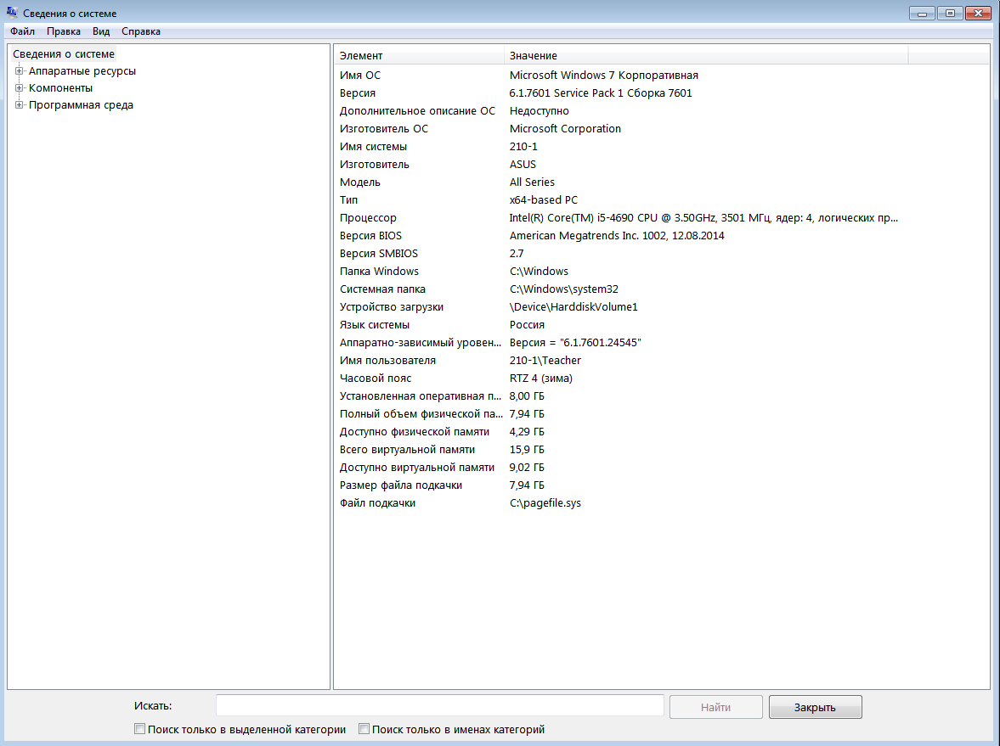 Сведения о системе
Файл Правка Вид Справка
Сведения о системе
Аппаратные ресурсы
Компоненты
Программная среда
Элемент Значение
Имя ОС Microsoft Windows 7 Корпоративная
Версия 6.1.7601 Service Pack 1 Сборка 7601
Дополнительное описание ОС Недоступно
Изготовитель ОС Microsoft Corporation
Имя системы 210-1
Изготовитель ASUS
Модель All Series
Тип x64-based PC
Процессор Intel(R) Core(TM) i5-4690 CPU @ 3.50GHz, 3501 МГц, ядер: 4, логических пр...
Версия BIOS American Megatrends Inc. 1002, 12.08.2014
Версия SMBIOS 2.7
Папка Windows C:\Windows
Системная папка C:\Windows\system32
Устройство загрузки \Device\HarddiskVolume1
Язык системы Россия
Аппаратно-зависимый уровен... Версия = "6.1.7601.24545"
Имя пользователя 210-1\Teacher
Часовой пояс RTZ 4 (зима)
Установленная оперативная п... 8,00 ГБ
Полный объем физической па... 7,94 ГБ
Доступно физической памяти 4,29 ГБ
Всего виртуальной памяти 15,9 ГБ
Доступно виртуальной памяти 9,02 ГБ
Размер файла подкачки 7,94 ГБ
Файл подкачки C:\pagefile.sys
Искать: Найти Закрыть
Поиск только в выделенной категории Поиск только в именах категорий